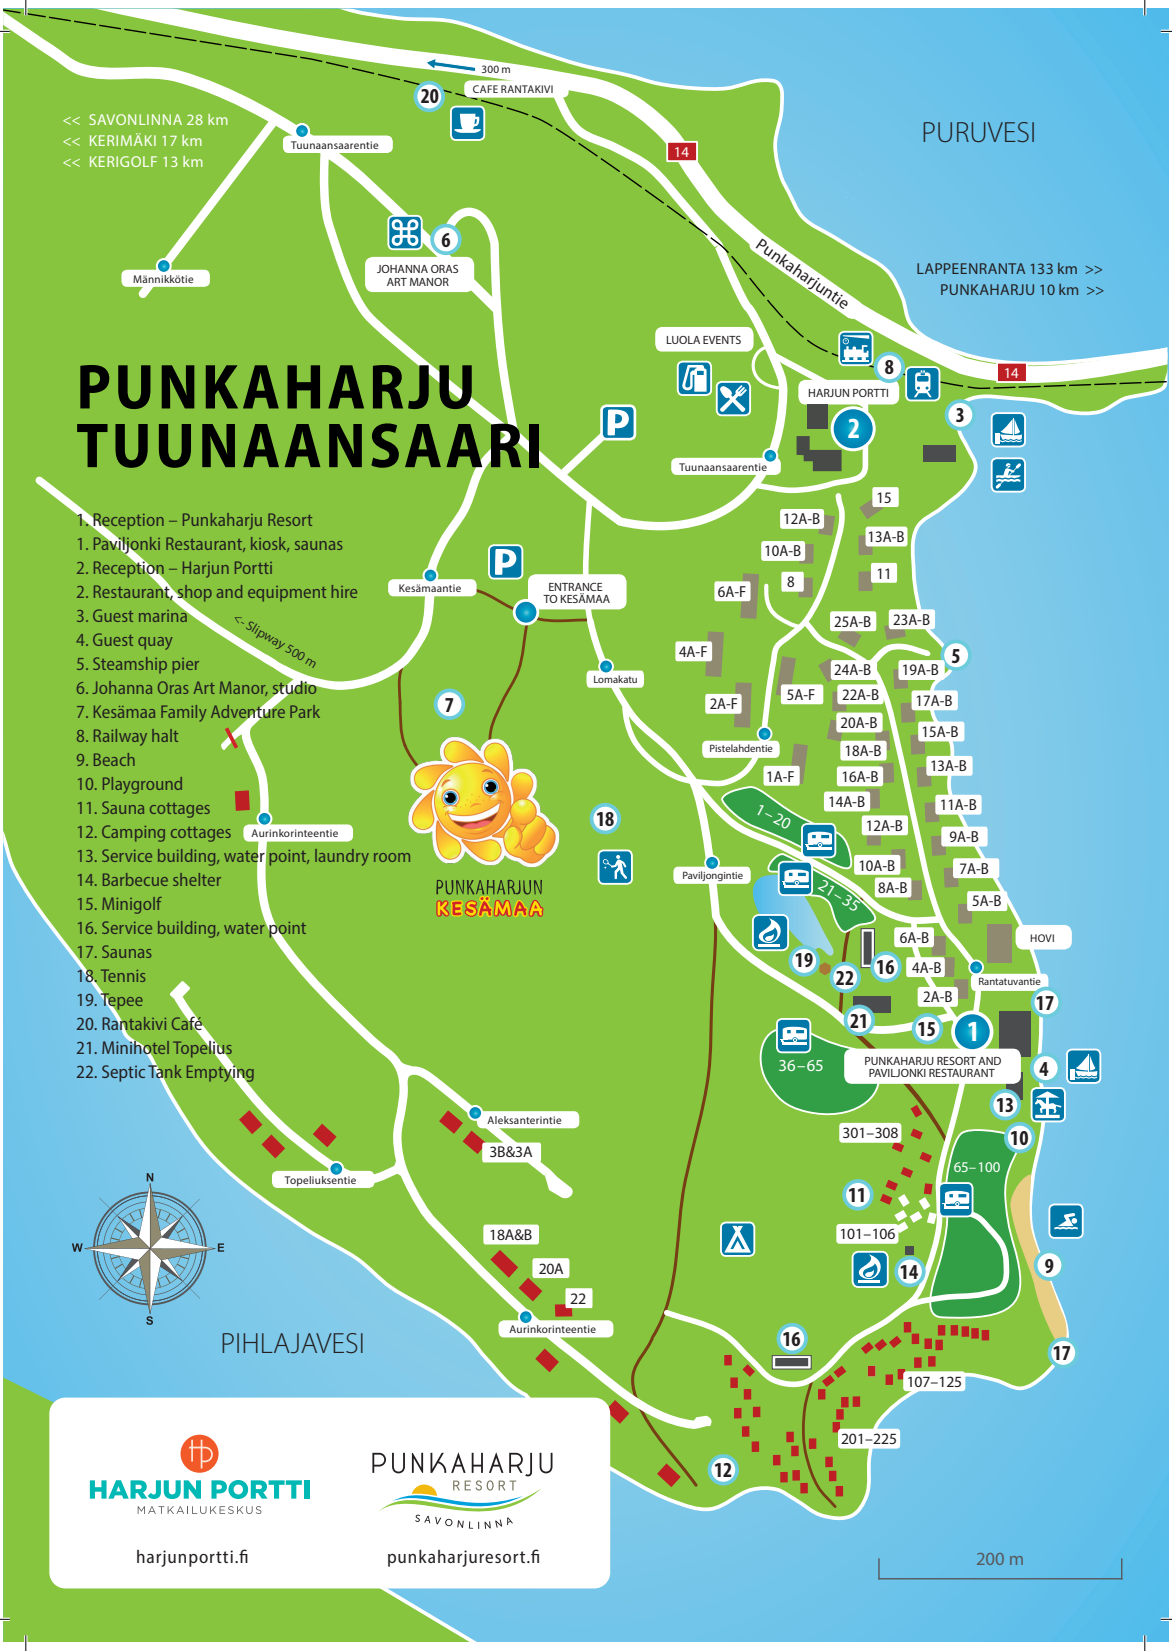 300 m
CAFE RANTAKIVI
20
<< SAVONLINNA 28 km
<< KERIMÄKI 17 km
<< KERIGOLF 13 km
Tuunaansaarentie
14
PURUVESI
Männikkötie
6
JOHANNA ORAS
ART MANOR
Punkaharjuntie
LAPPEENRANTA 133 km >>
PUNKAHARJU 10 km >>
LUOLA EVENTS
8
14
HARJUN PORTTI
2
3
PUNKAHARJU
TUUNAANSAARI
P
Tuunaansaarentie
1. Reception – Punkaharju Resort
1. Paviljonki Restaurant, kiosk, saunas
2. Reception – Harjun Portti
2. Restaurant, shop and equipment hire
3. Guest marina
4. Guest quay
5. Steamship pier
6. Johanna Oras Art Manor, studio
7. Kesämaa Family Adventure Park
8. Railway halt
9. Beach
10. Playground
11. Sauna cottages
12. Camping cottages
13. Service building, water point, laundry room
14. Barbecue shelter
15. Minigolf
16. Service building, water point
17. Saunas
18. Tennis
19. Tepee
20. Rantakivi Café
21. Minihotel Topelius
22. Septic Tank Emptying
<- Slipway 500 m
P
Kesämaantie
ENTRANCE
TO KESÄMAA
Lomakatu
7
PUNKAHARJUN
KESÄMAA
18
Aurinkorinteentie
15
12A-B
13A-B
10A-B
11
8
6A-F
25A-B
23A-B
5
4A-F
24A-B
19A-B
5A-F
22A-B
17A-B
2A-F
20A-B
15A-B
Pistelahdentie
18A-B
13A-B
1A-F
16A-B
14A-B
11A-B
1–20
12A-B
9A-B
Paviljongintie
10A-B
7A-B
21–35
8A-B
5A-B
6A-B
HOVI
19
22
16
4A-B
Rantatuvantie
2A-B
17
21
15
1
36–65
PUNKAHARJU RESORT AND
PAVILJONKI RESTAURANT
4
13
301–308
10
65–100
11
101–106
14
9
16
17
107–125
201–225
12
Aleksanterintie
3B&3A
Topeliuksentie
18A&B
20A
22
Aurinkorinteentie
N
W
E
S
PIHLAJAVESI
HARJUN PORTTI
MATKAILUKESKUS
harjunportti.fi
PUNKAHARJU
RESORT
SAVONLINNA
punkaharjuresort.fi
200 m